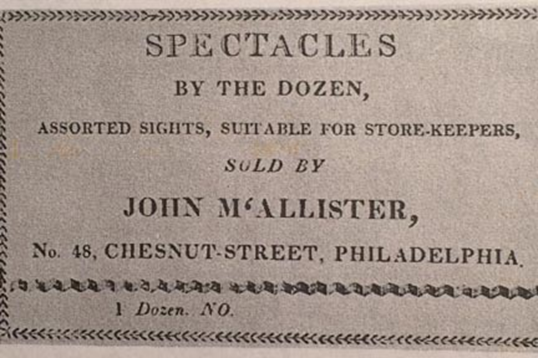 SPECTACLES
BY THE DOZEN,
ASSORTED SIGHTS, SUITABLE FOR STORE-KEEPERS,
SOLD BY
JOHN M‘ALLISTER,
No. 48, CHESNUT-STREET, PHILADELPHIA.
1 Dozen. NO.